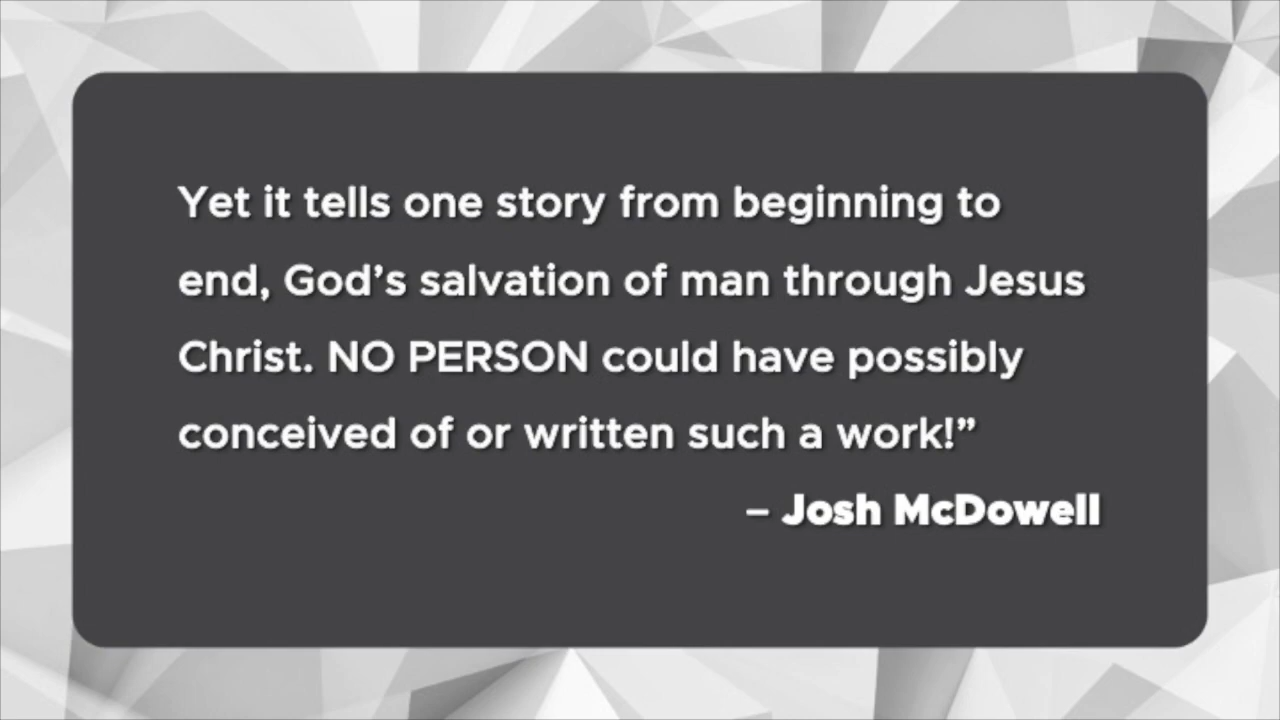 Yet it tells one story from beginning to
end, God’s salvation of man through Jesus
Christ. NO PERSON could have possibly
conceived of or written such a work!”
– Josh McDowell